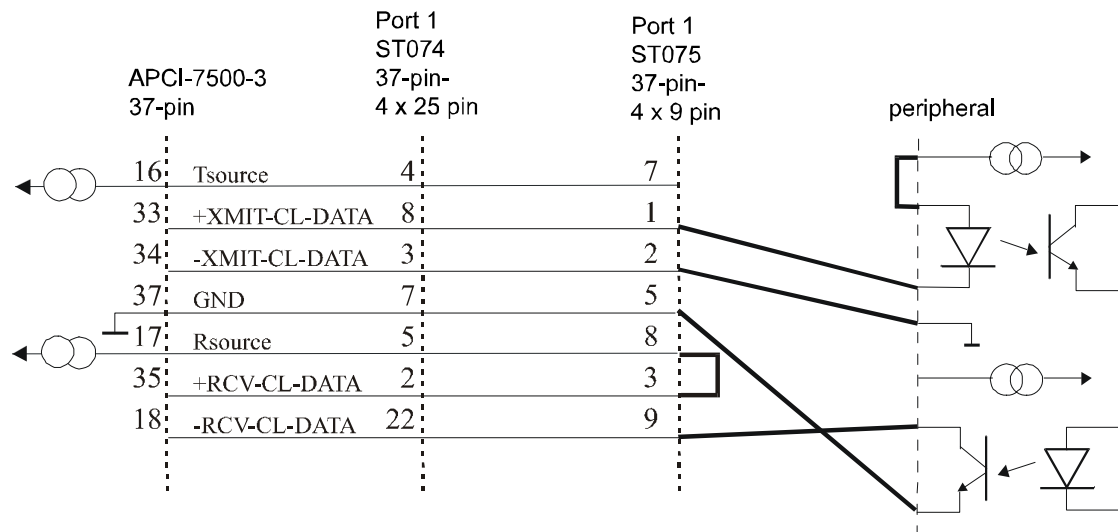 Port 1
ST074
37-pin-
4 x 25 pin
Port 1
ST075
37-pin-
4 x 9 pin
APCI-7500-3
37-pin
peripheral
16 Tsource 4 7
33 +XMIT-CL-DATA 8 1
34 -XMIT-CL-DATA 3 2
37 GND 7 5
17 Rsource 5 8
35 +RCV-CL-DATA 2 3
18 -RCV-CL-DATA 22 9